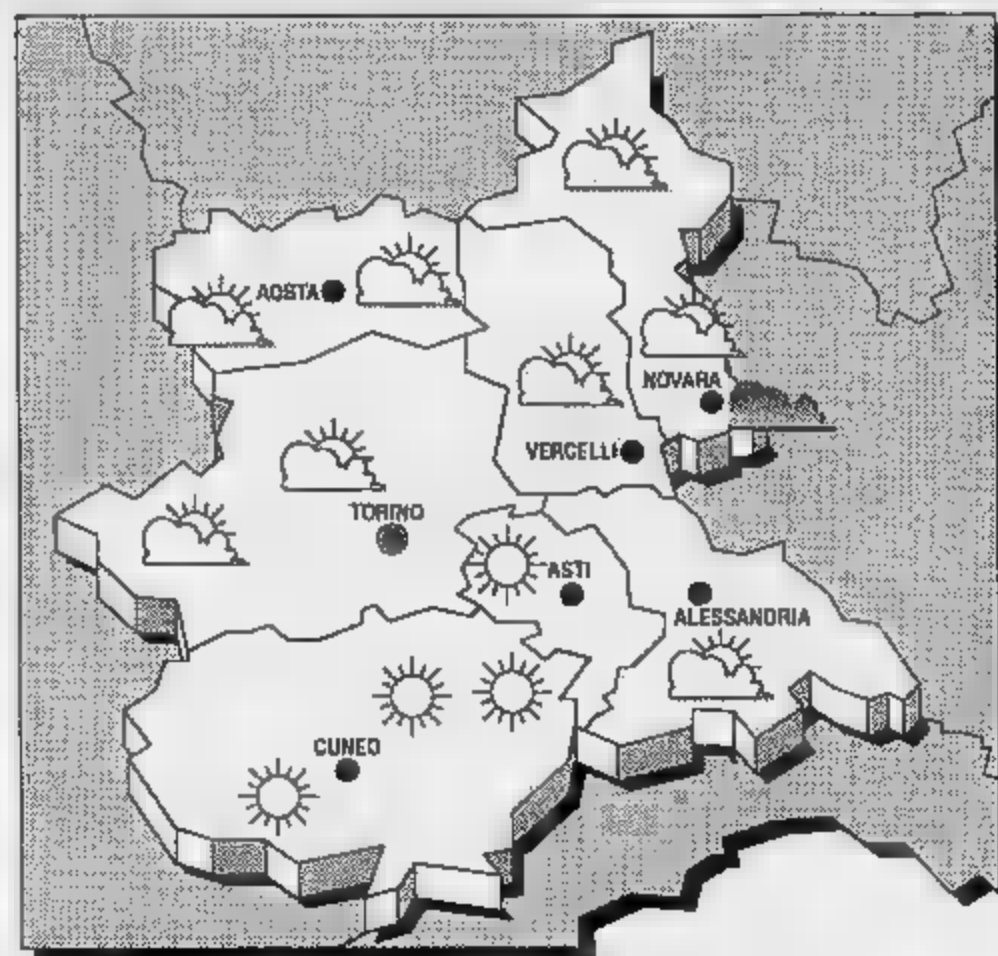 AOSTA
NOVARA
VERCELLI
TORINO
ASTI
ALESSANDRIA
CUNEO